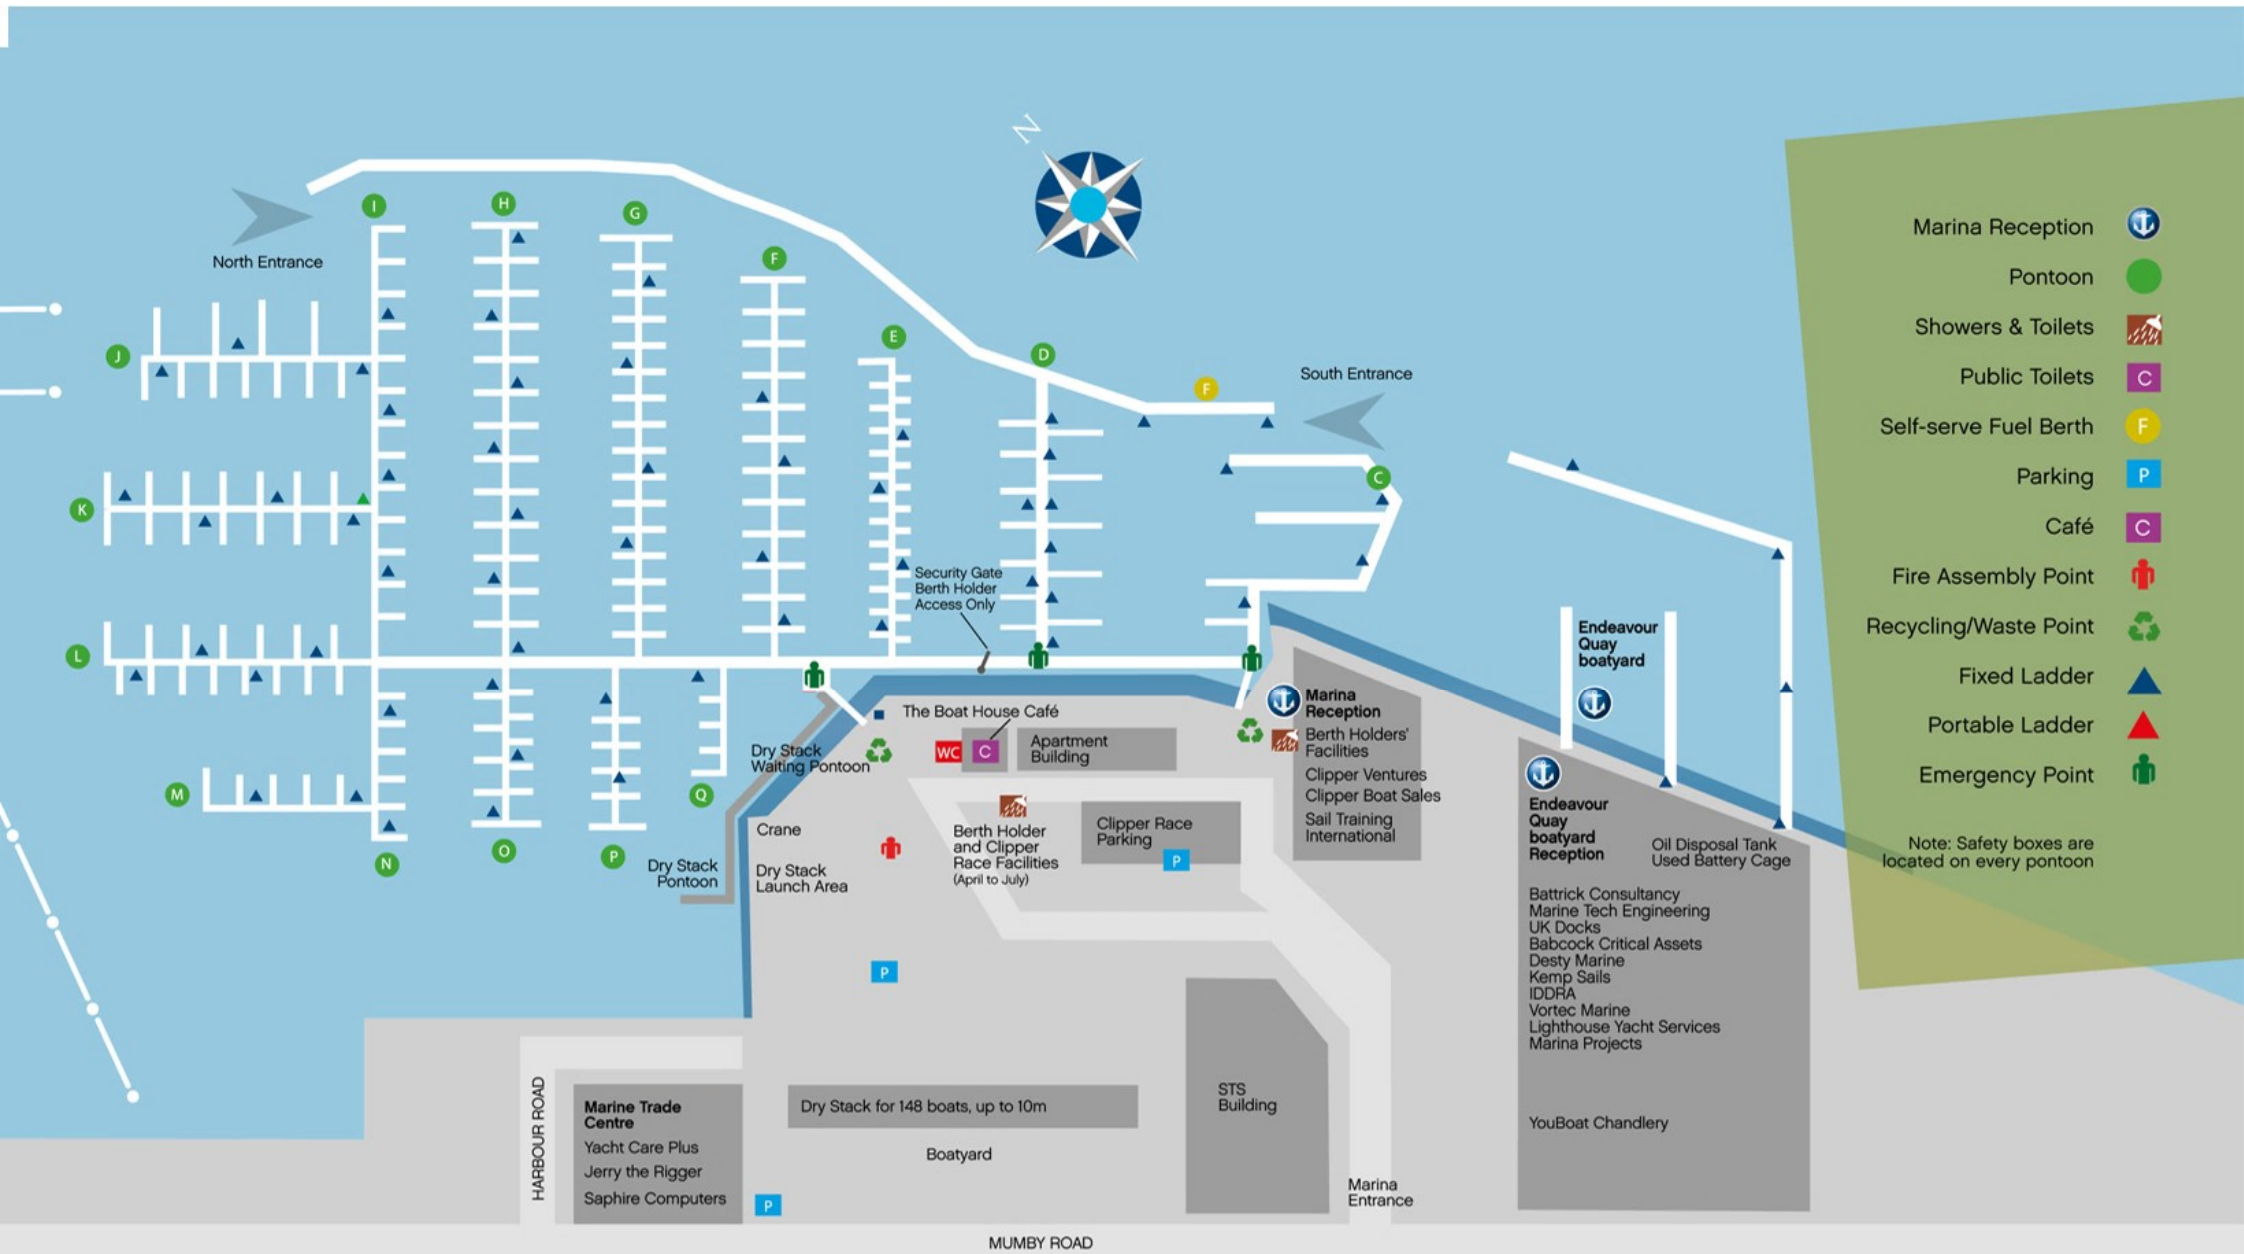 N
North Entrance
I
H
G
F
E
D
F
South Entrance
C
J
K
L
M
N
O
P
Q
Security Gate
Berth Holder
Access Only
The Boat House Café
WC
C
Apartment
Building
Dry Stack
Waiting Pontoon
Crane
Dry Stack
Launch Area
Dry Stack
Pontoon
Berth Holder
and Clipper
Race Facilities
(April to July)
Clipper Race
Parking
P
P
Marina
Reception
Berth Holders'
Facilities
Clipper Ventures
Clipper Boat Sales
Sail Training
International
Endeavour
Quay
boatyard
Endeavour
Quay
boatyard
Reception
Oil Disposal Tank
Used Battery Cage
Battrick Consultancy
Marine Tech Engineering
UK Docks
Babcock Critical Assets
Desty Marine
Kemp Sails
IDDRA
Vortec Marine
Lighthouse Yacht Services
Marina Projects
YouBoat Chandlery
HARBOUR ROAD
Marine Trade
Centre
Yacht Care Plus
Jerry the Rigger
Saphire Computers
P
Dry Stack for 148 boats, up to 10m
Boatyard
STS
Building
Marina
Entrance
MUMBY ROAD
Marina Reception
Pontoon
Showers & Toilets
Public Toilets C
Self-serve Fuel Berth F
Parking P
Café C
Fire Assembly Point
Recycling/Waste Point
Fixed Ladder
Portable Ladder
Emergency Point
Note: Safety boxes are
located on every pontoon